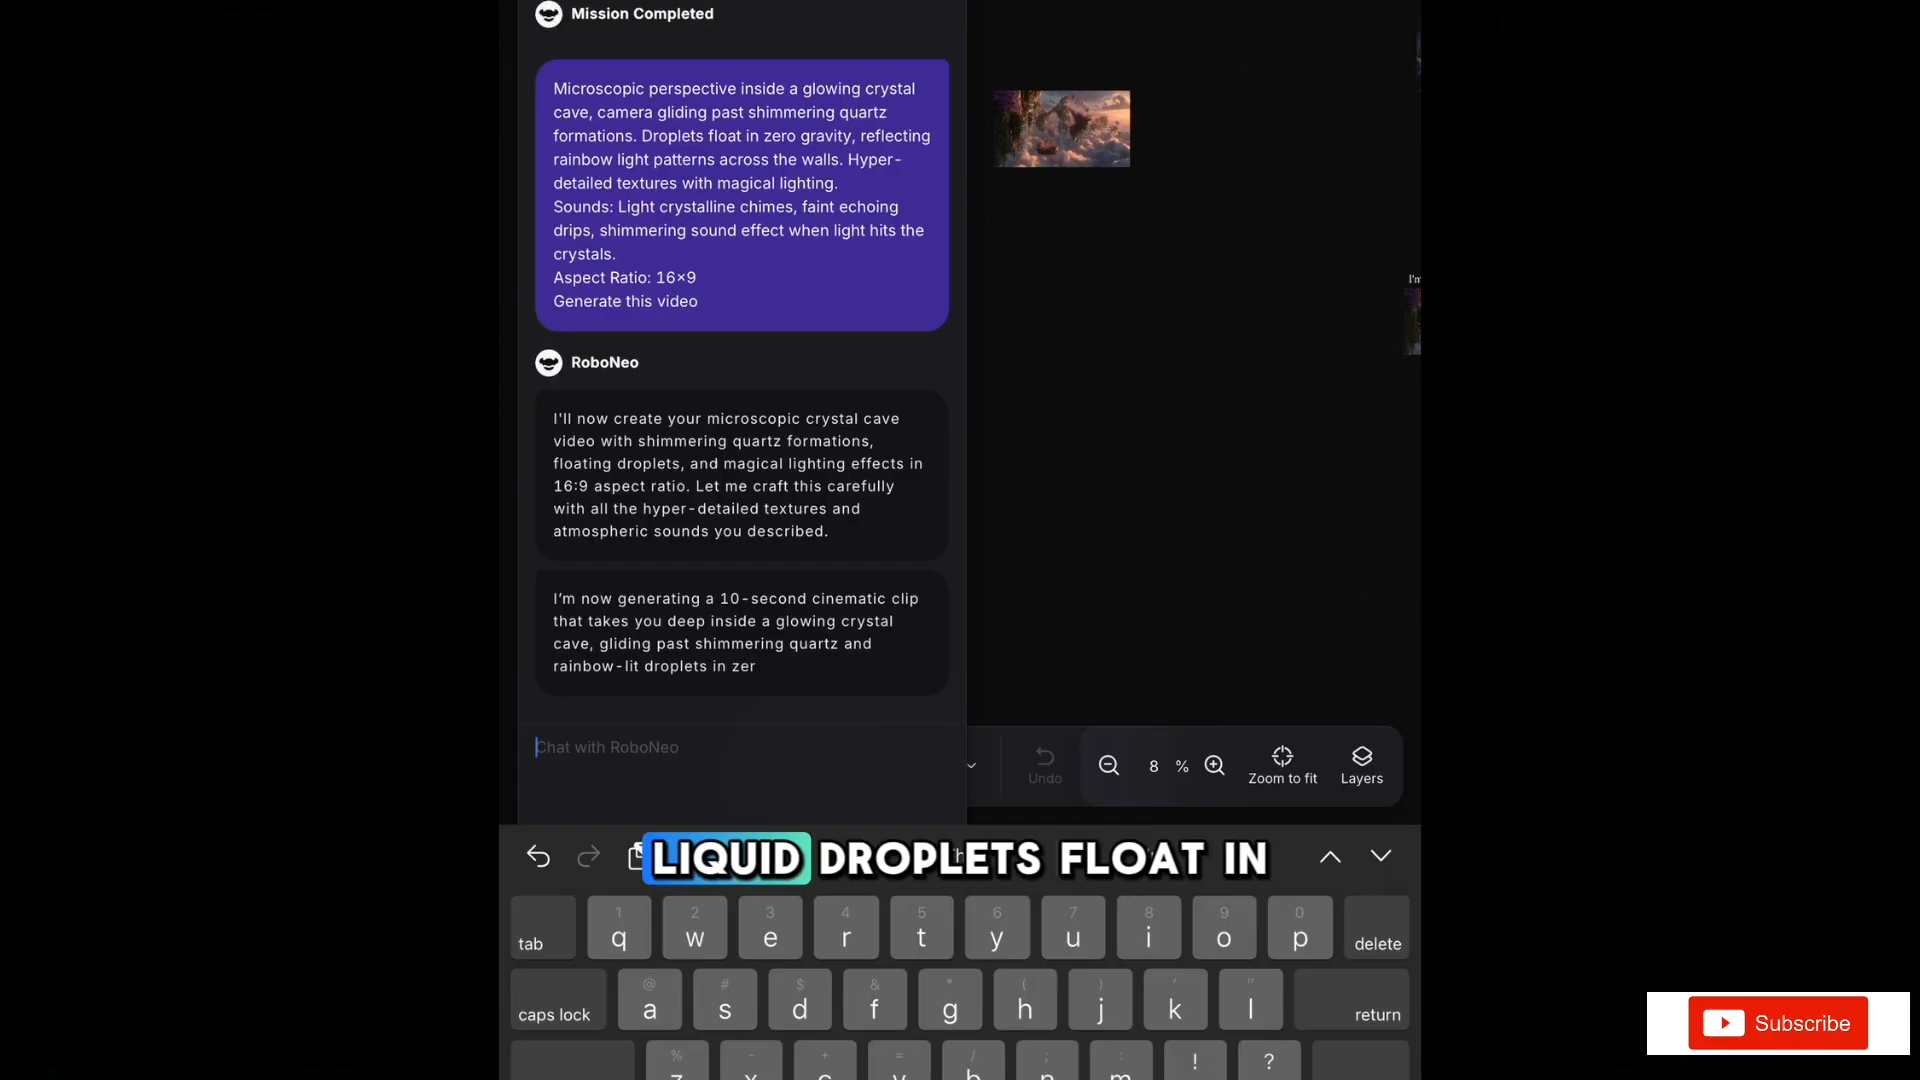 Mission Completed
Microscopic perspective inside a glowing crystal
cave, camera gliding past shimmering quartz
formations. Droplets float in zero gravity, reflecting
rainbow light patterns across the walls. Hyper-
detailed textures with magical lighting.
Sounds: Light crystalline chimes, faint echoing
drips, shimmering sound effect when light hits the
crystals.
Aspect Ratio: 16×9
Generate this video
RoboNeo
I'll now create your microscopic crystal cave
video with shimmering quartz formations,
floating droplets, and magical lighting effects in
16:9 aspect ratio. Let me craft this carefully
with all the hyper-detailed textures and
atmospheric sounds you described.
I'm now generating a 10-second cinematic clip
that takes you deep inside a glowing crystal
cave, gliding past shimmering quartz and
rainbow-lit droplets in zer
Chat with RoboNeo
I'm
Undo
8 %
Zoom to fit
Layers
LIQUID DROPLETS FLOAT IN
1 2 3 4 5 6 7 8 9 0
tab q w e r t y u i o p delete
@ # $ & * ( ) ' "
caps lock a s d f g h j k l return
% - + = / ; : ! ?
z x c v b n m
Subscribe